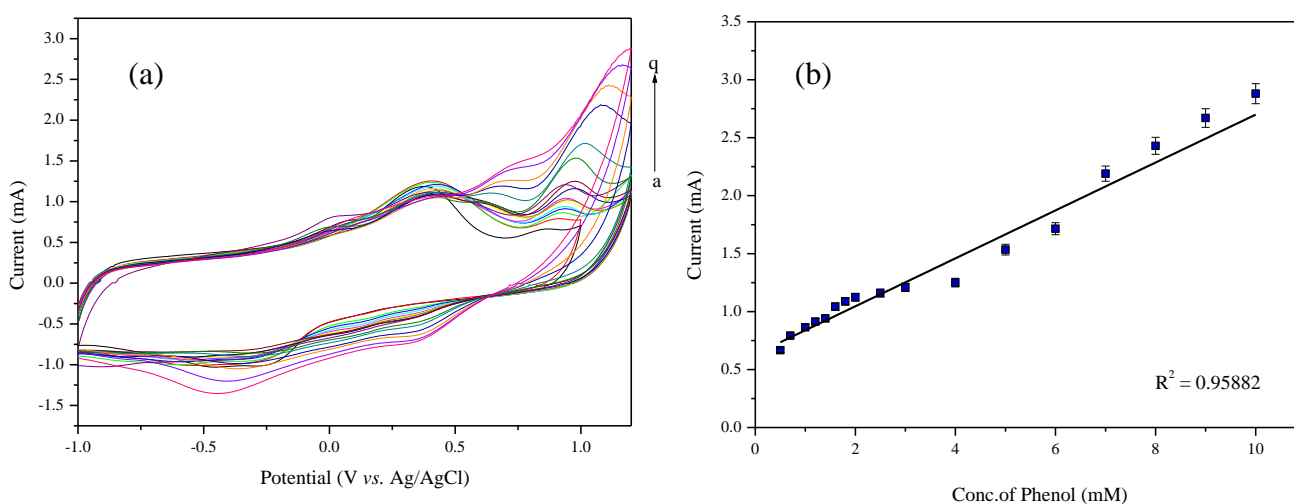 (a)
q
a
3.0
2.5
2.0
1.5
1.0
0.5
0.0
-0.5
-1.0
-1.5
Current (mA)
-1.0 -0.5 0.0 0.5 1.0
Potential (V vs. Ag/AgCl)
(b)
3.5
3.0
2.5
2.0
1.5
1.0
0.5
0.0
Current (mA)
R² = 0.95882
0 2 4 6 8 10
Conc.of Phenol (mM)